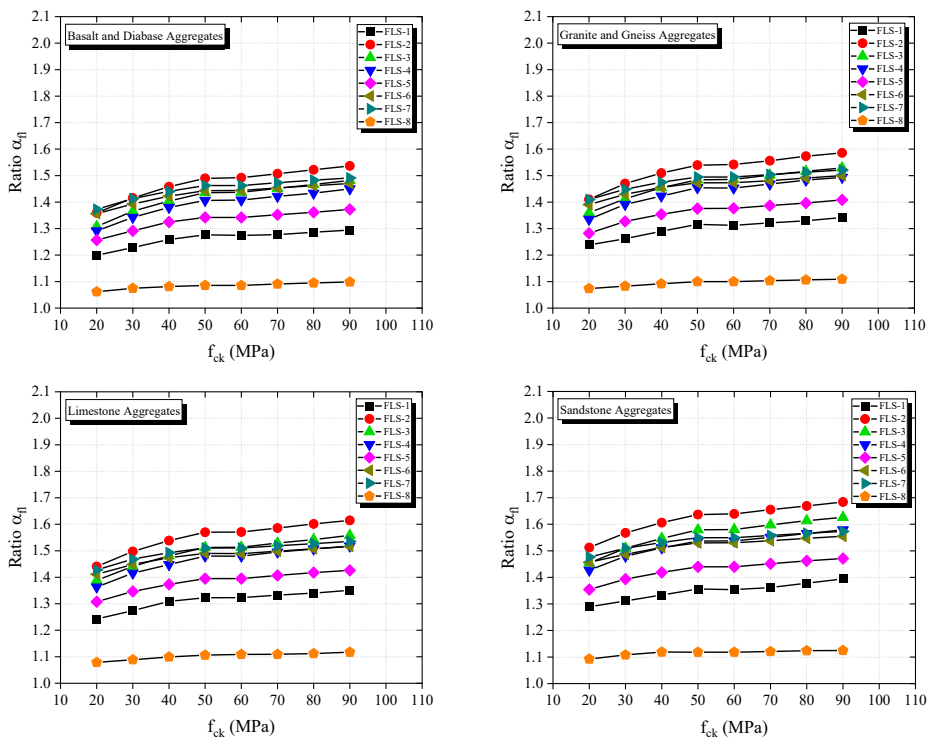 Basalt and Diabase Aggregates
FLS-1
FLS-2
FLS-3
FLS-4
FLS-5
FLS-6
FLS-7
FLS-8
2.1
2.0
1.9
1.8
1.7
1.6
1.5
1.4
1.3
1.2
1.1
1.0
Ratio αfl
10 20 30 40 50 60 70 80 90 100 110
fck (MPa)
Granite and Gneiss Aggregates
FLS-1
FLS-2
FLS-3
FLS-4
FLS-5
FLS-6
FLS-7
FLS-8
2.1
2.0
1.9
1.8
1.7
1.6
1.5
1.4
1.3
1.2
1.1
1.0
Ratio αfl
10 20 30 40 50 60 70 80 90 100 110
fck (MPa)
Limestone Aggregates
FLS-1
FLS-2
FLS-3
FLS-4
FLS-5
FLS-6
FLS-7
FLS-8
2.1
2.0
1.9
1.8
1.7
1.6
1.5
1.4
1.3
1.2
1.1
1.0
Ratio αfl
10 20 30 40 50 60 70 80 90 100 110
fck (MPa)
Sandstone Aggregates
FLS-1
FLS-2
FLS-3
FLS-4
FLS-5
FLS-6
FLS-7
FLS-8
2.1
2.0
1.9
1.8
1.7
1.6
1.5
1.4
1.3
1.2
1.1
1.0
Ratio αfl
10 20 30 40 50 60 70 80 90 100 110
fck (MPa)